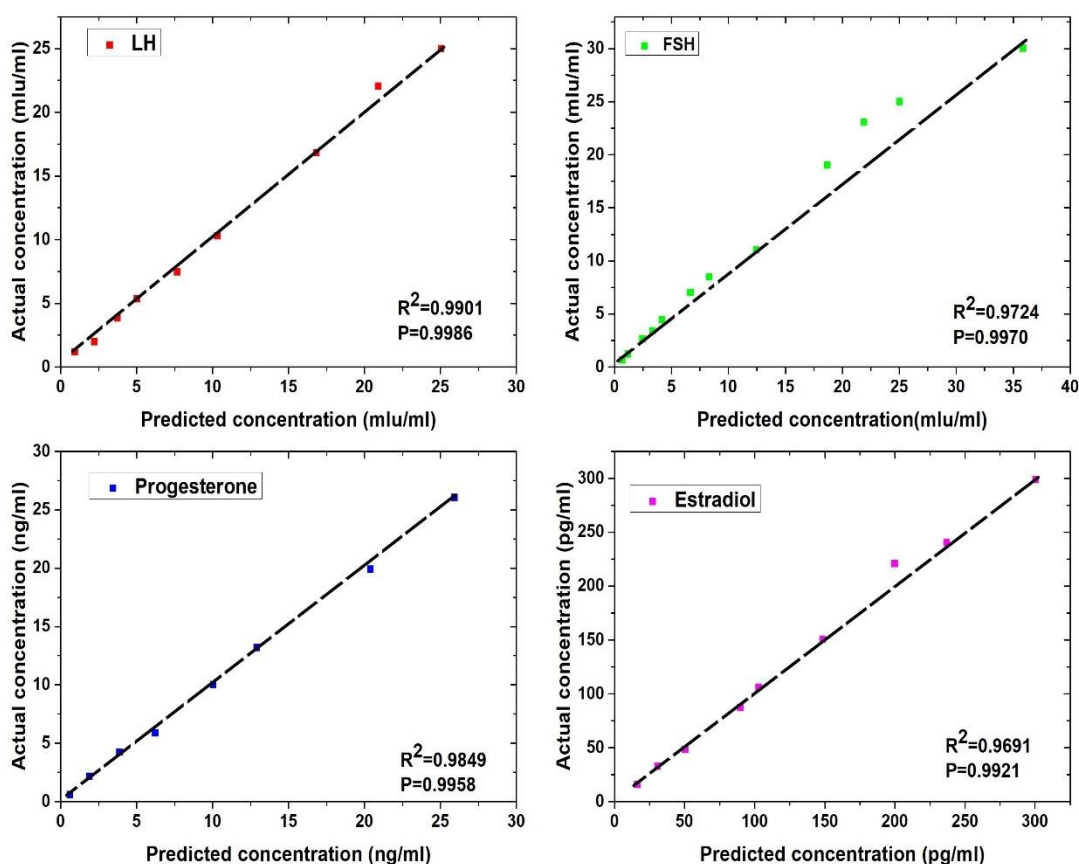 LH
Actual concentration (mlu/ml)
25
20
15
10
5
0
R2=0.9901
P=0.9986
0 5 10 15 20 25 30
Predicted concentration (mlu/ml)
FSH
Actual concentration (mlu/ml)
30
25
20
15
10
5
0
R2=0.9724
P=0.9970
0 5 10 15 20 25 30 35 40
Predicted concentration(mlu/ml)
Progesterone
Actual concentration (ng/ml)
30
25
20
15
10
5
0
R2=0.9849
P=0.9958
0 5 10 15 20 25 30
Predicted concentration (ng/ml)
Estradiol
Actual concentration (pg/ml)
300
250
200
150
100
50
0
R2=0.9691
P=0.9921
0 50 100 150 200 250 300
Predicted concentration (pg/ml)